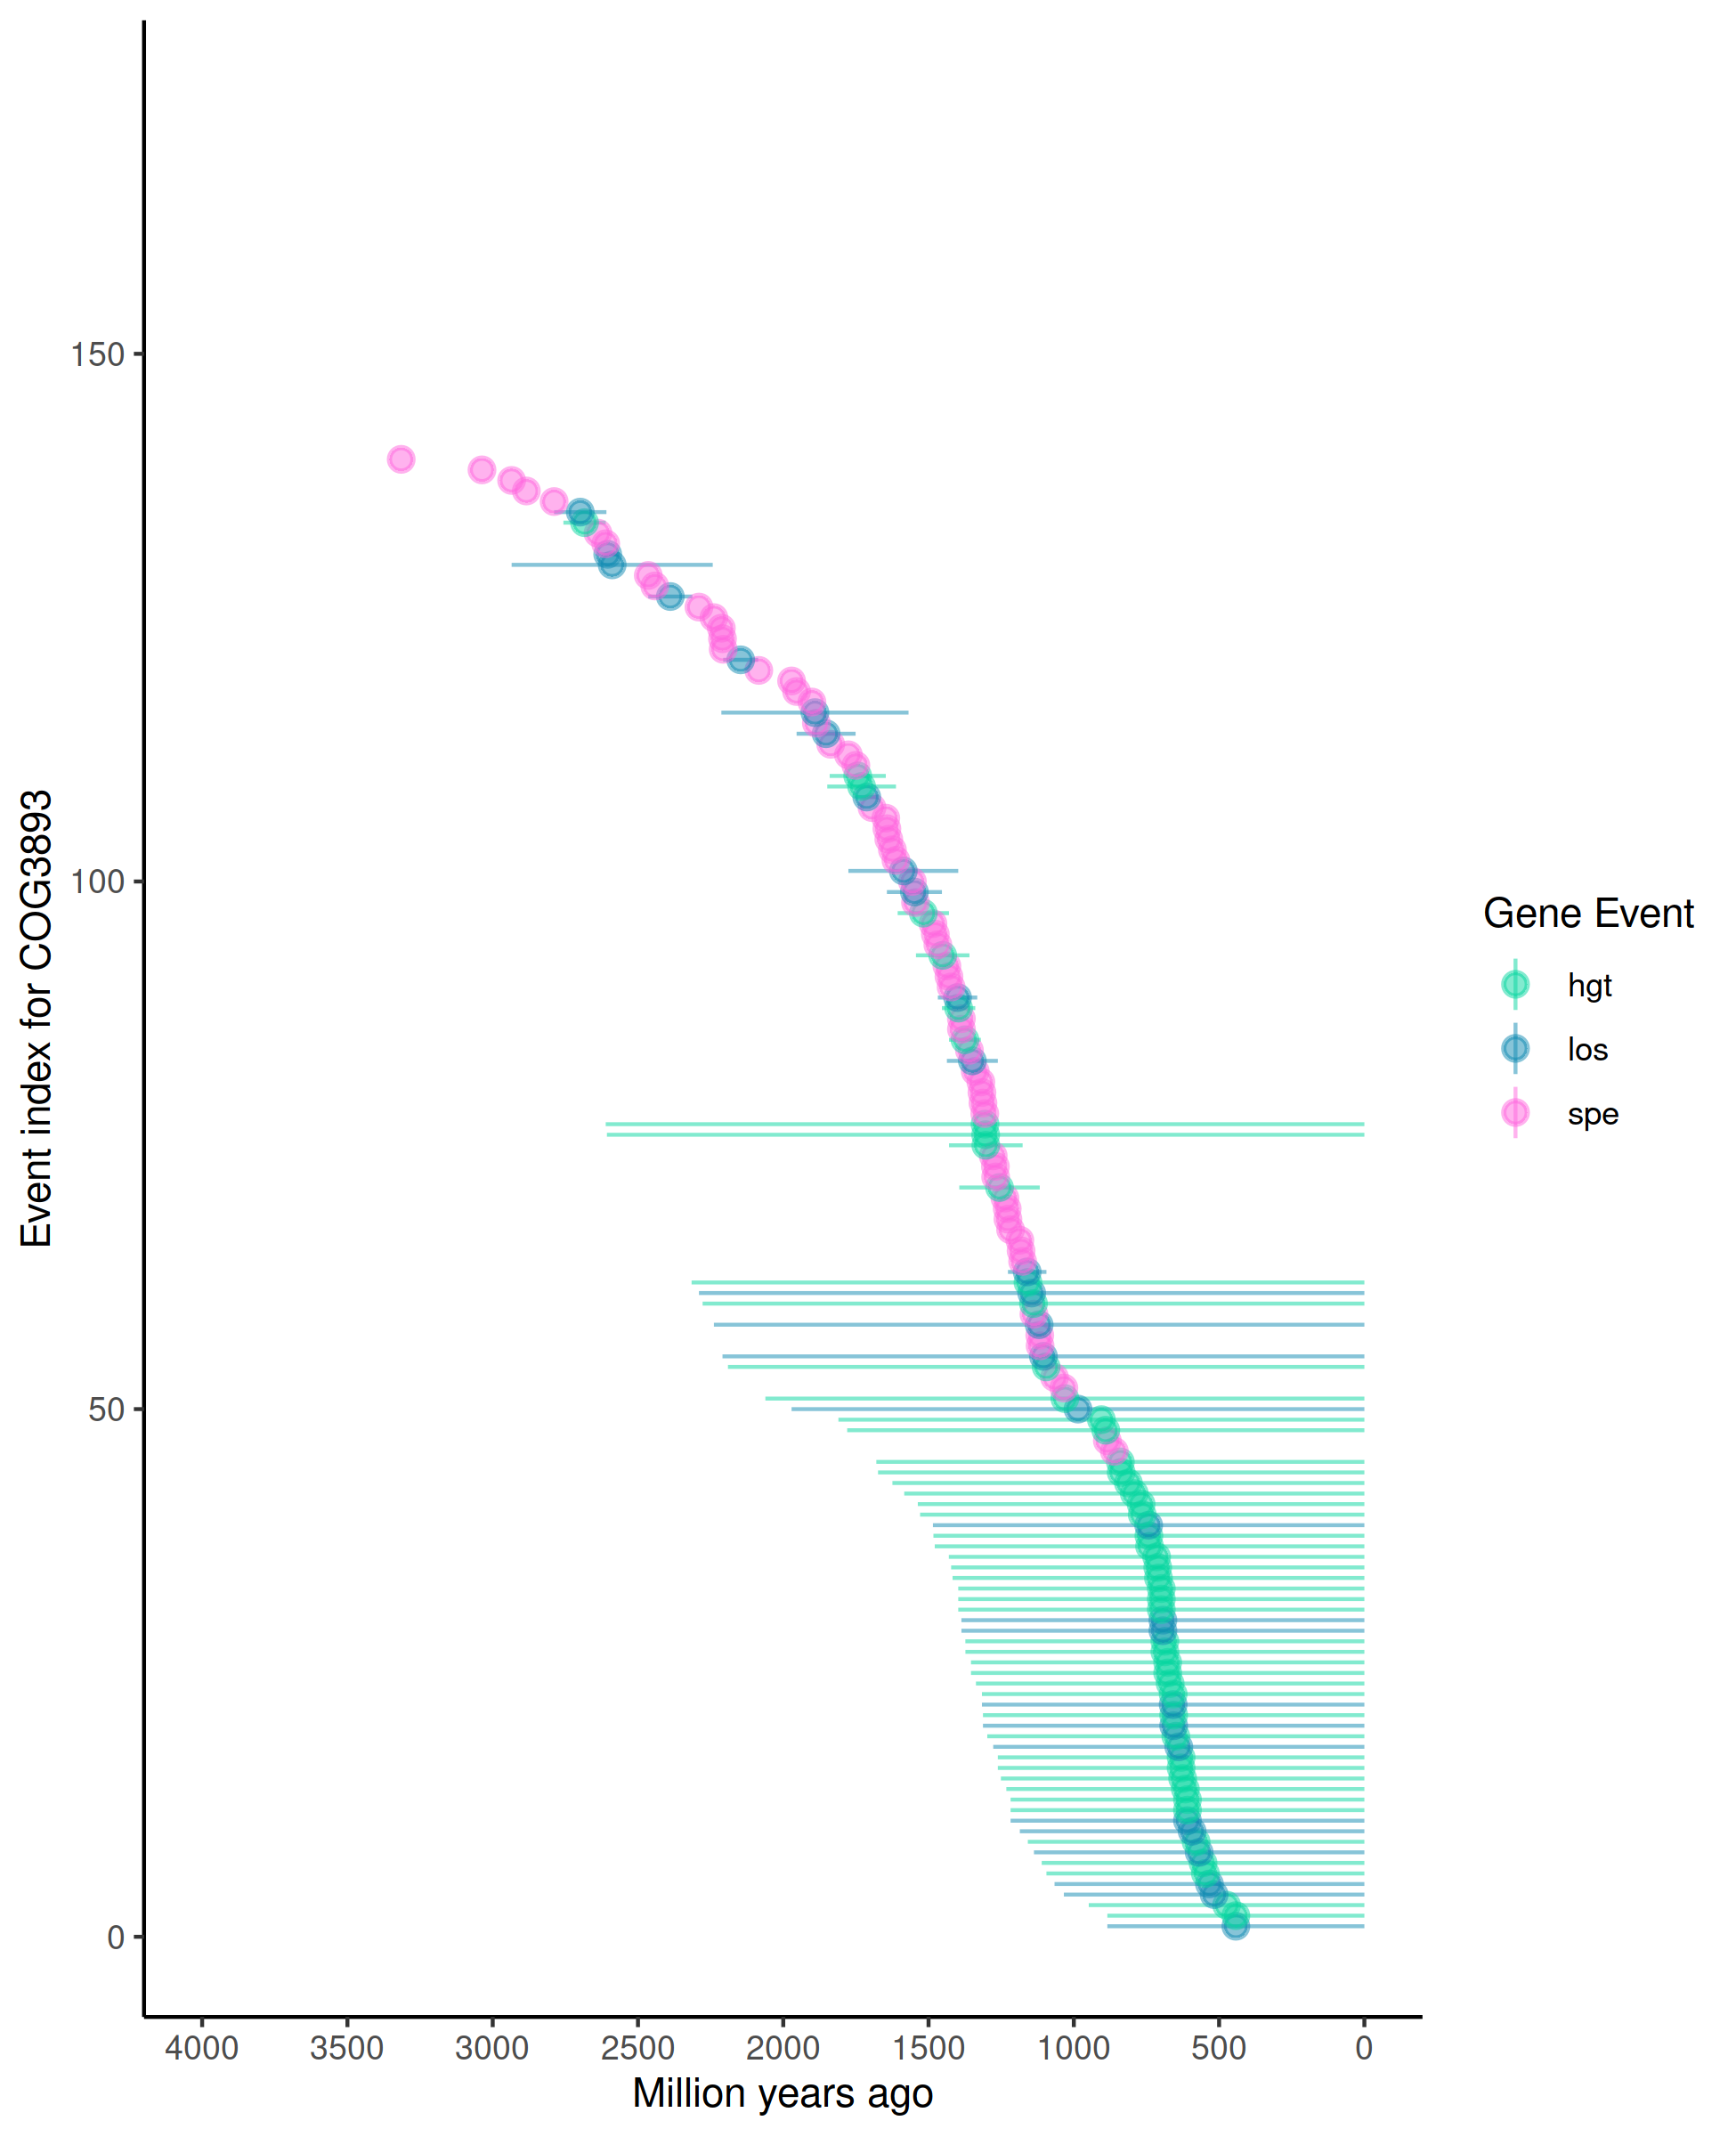 Event index for COG3893
150
100
50
0
4000 3500 3000 2500 2000 1500 1000 500 0
Million years ago
Gene Event
hgt
los
spe